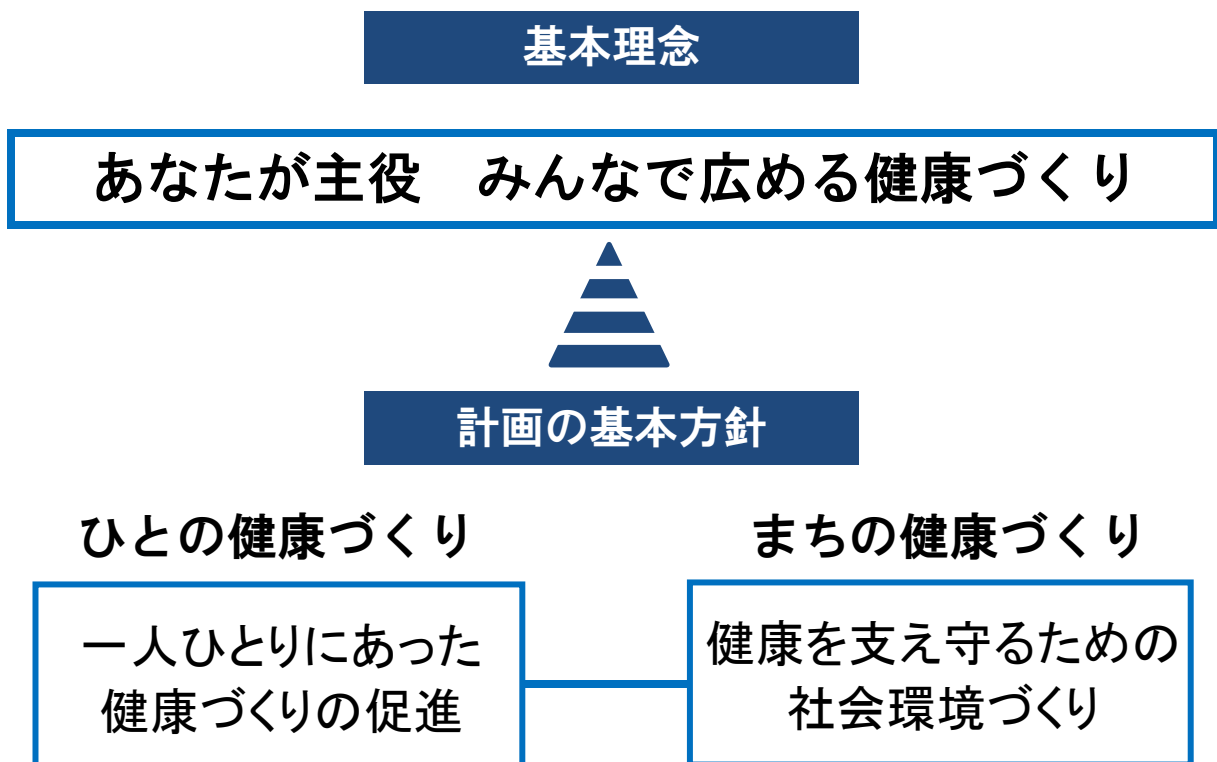 基本理念
あなたが主役　みんなで広める健康づくり
計画の基本方針
ひとの健康づくり
まちの健康づくり
一人ひとりにあった
健康づくりの促進
健康を支え守るための
社会環境づくり